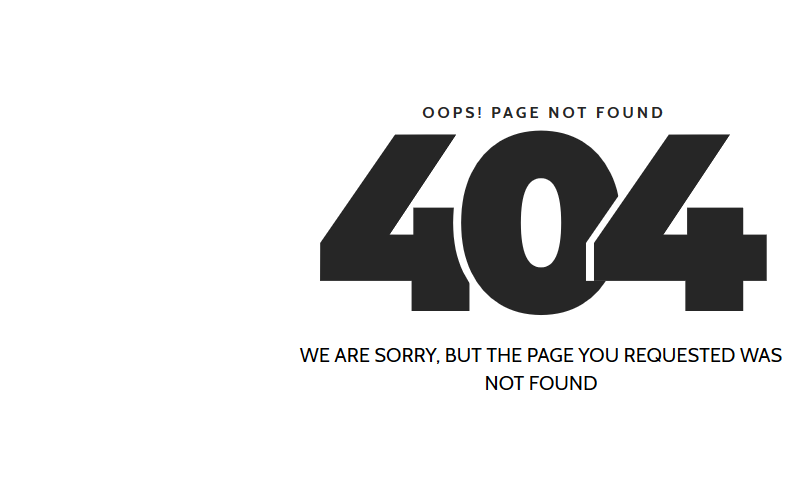 OOPS! PAGE NOT FOUND
404
WE ARE SORRY, BUT THE PAGE YOU REQUESTED WAS
NOT FOUND